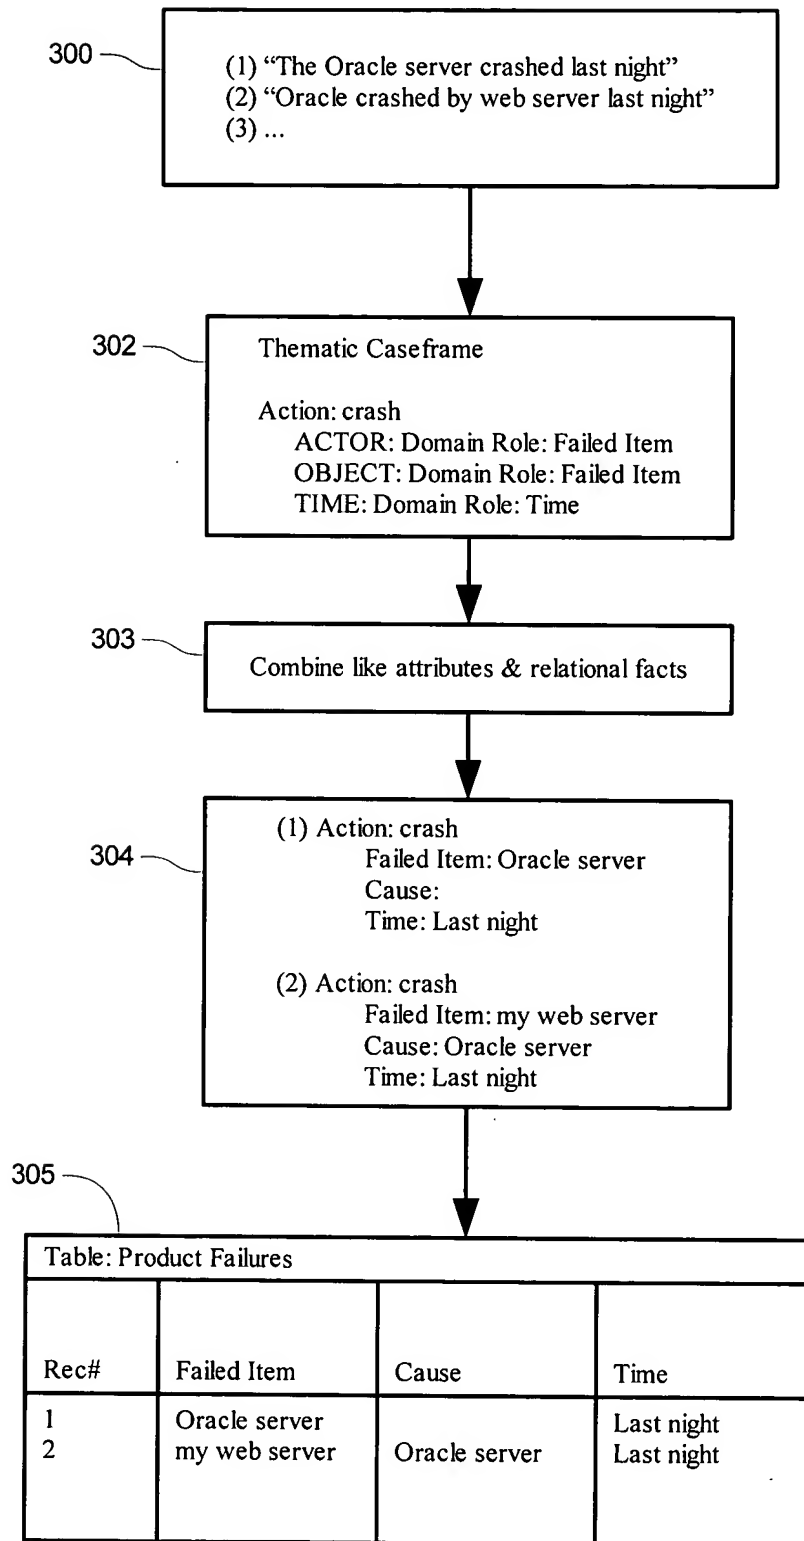 300
(1) “The Oracle server crashed last night”
(2) “Oracle crashed by web server last night”
(3) ...
302
Thematic Caseframe
Action: crash
ACTOR: Domain Role: Failed Item
OBJECT: Domain Role: Failed Item
TIME: Domain Role: Time
303
Combine like attributes & relational facts
304
(1) Action: crash
Failed Item: Oracle server
Cause:
Time: Last night
(2) Action: crash
Failed Item: my web server
Cause: Oracle server
Time: Last night
305
Table: Product Failures
Rec# Failed Item Cause Time
1 Oracle server Last night
2 my web server Oracle server Last night